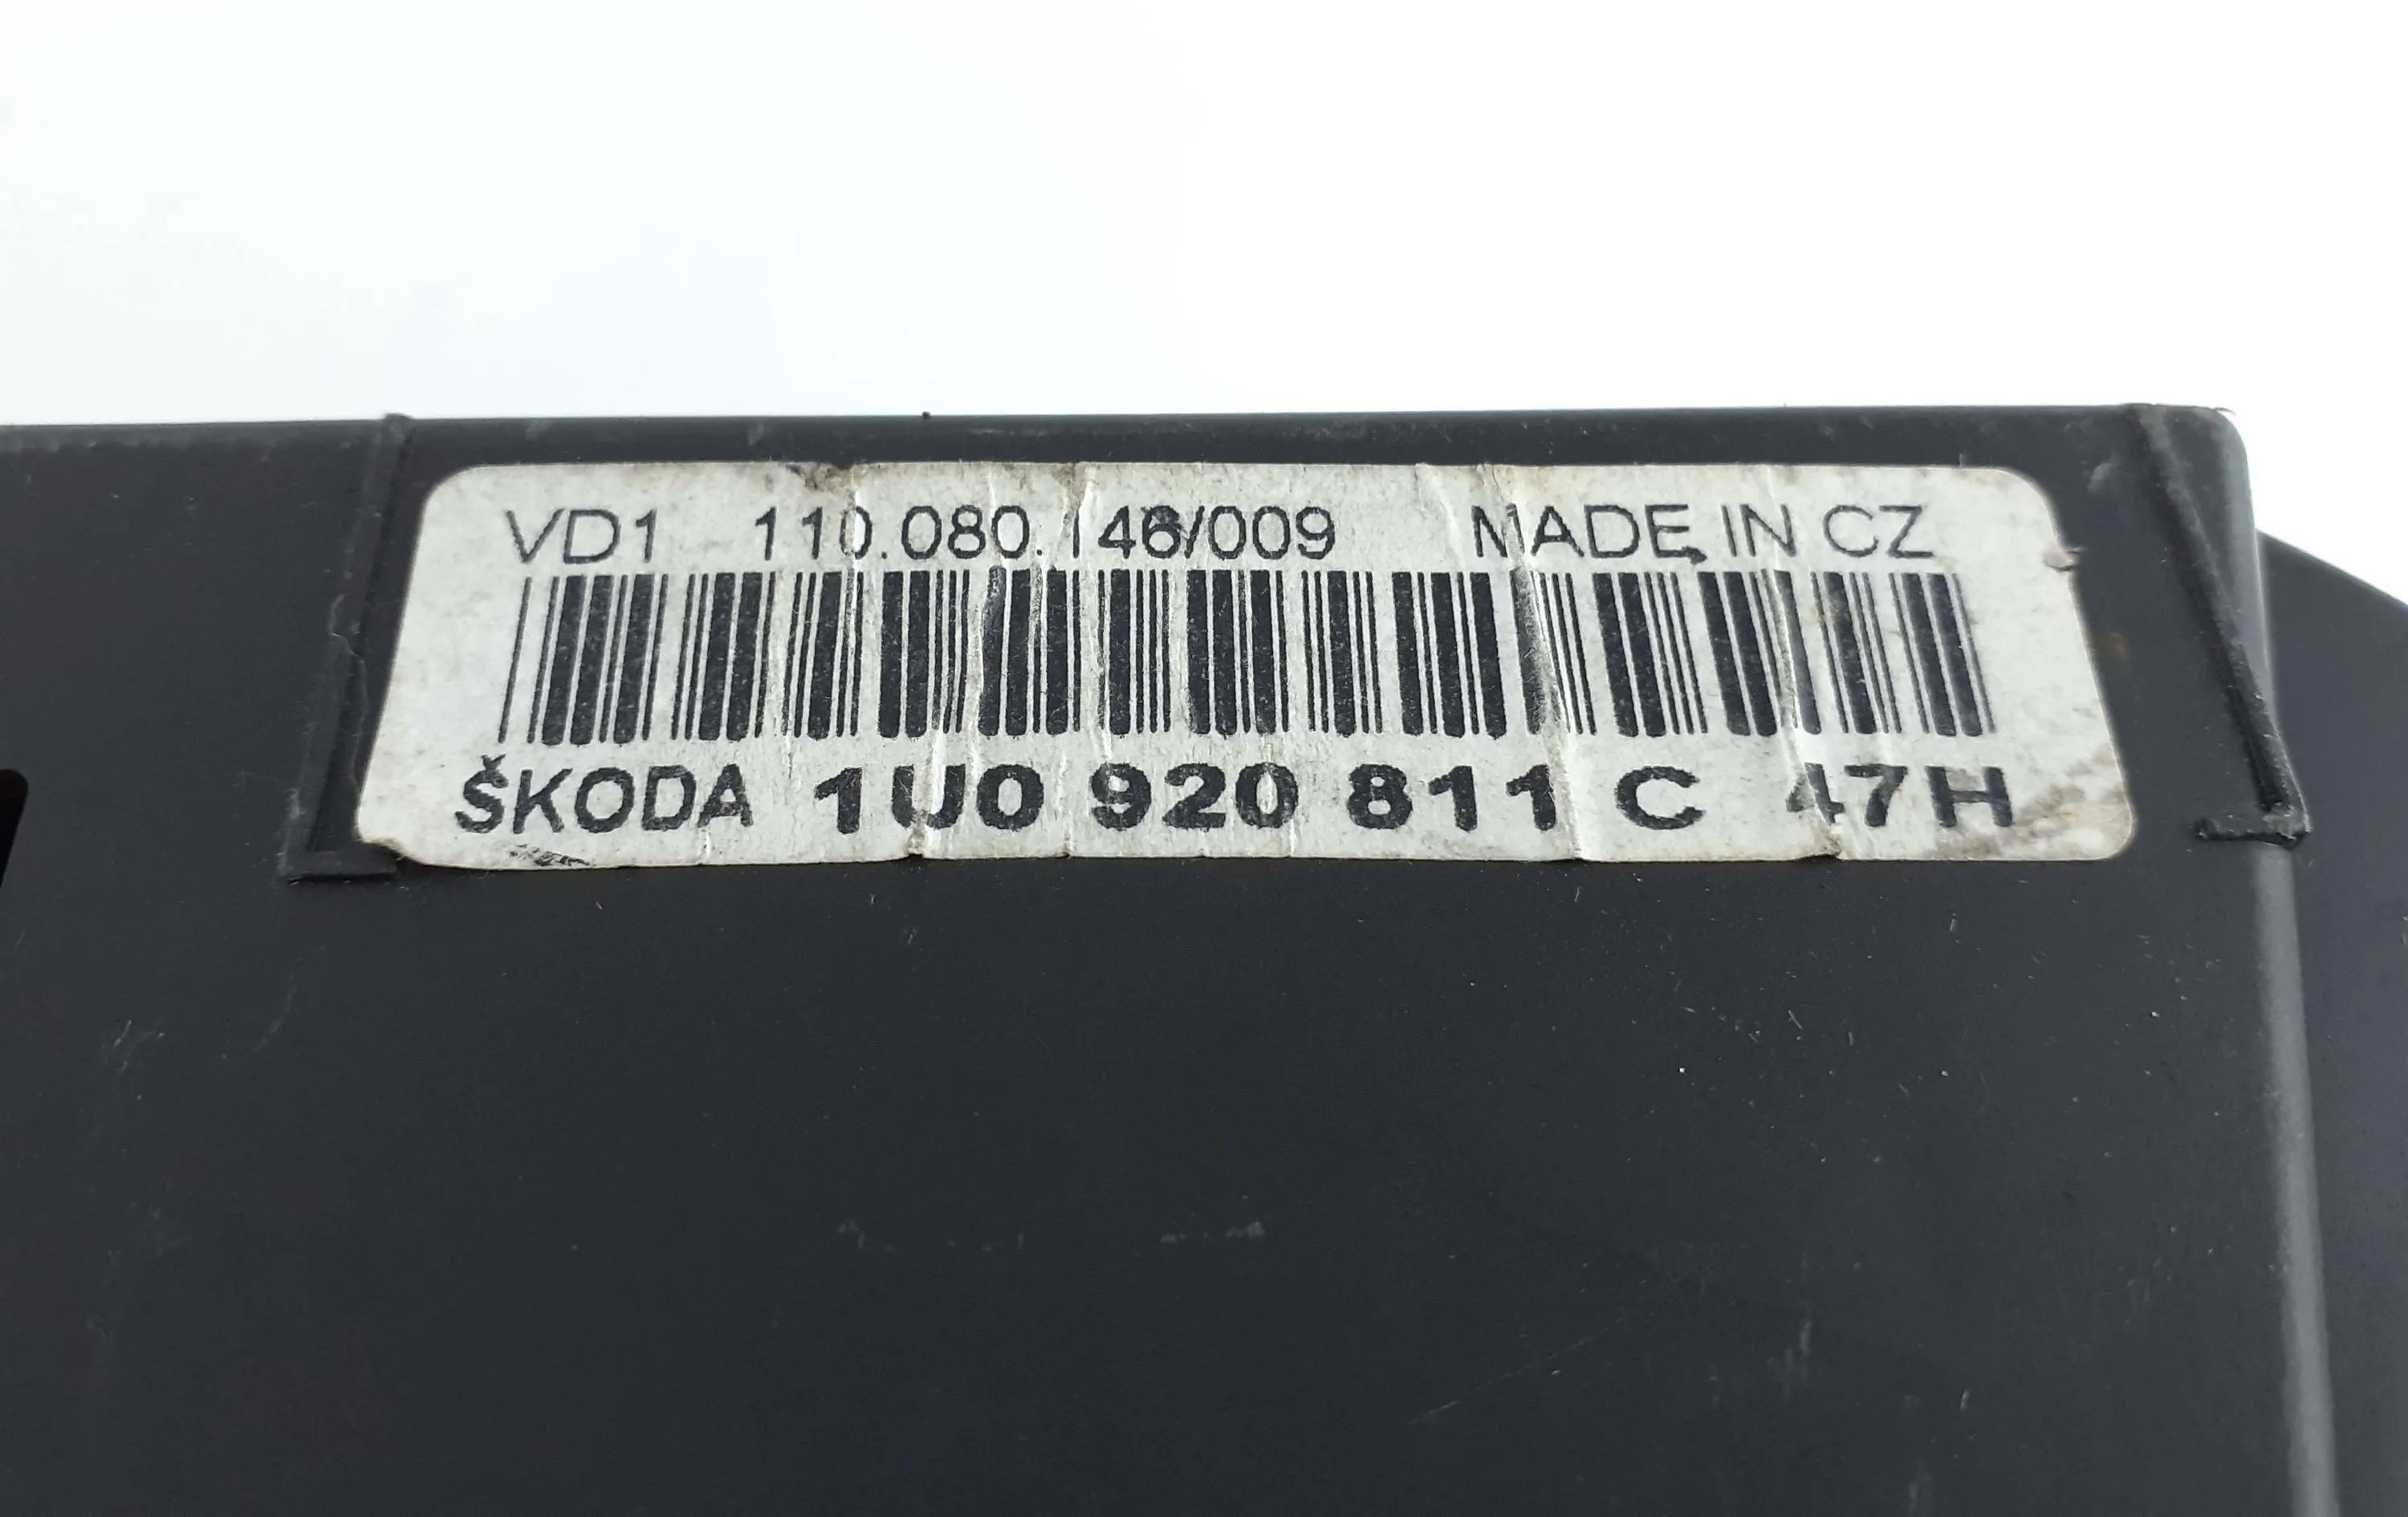 VD1 110.080.146/009 MADE IN CZ
ŠKODA 1U0 920 811 C 47H